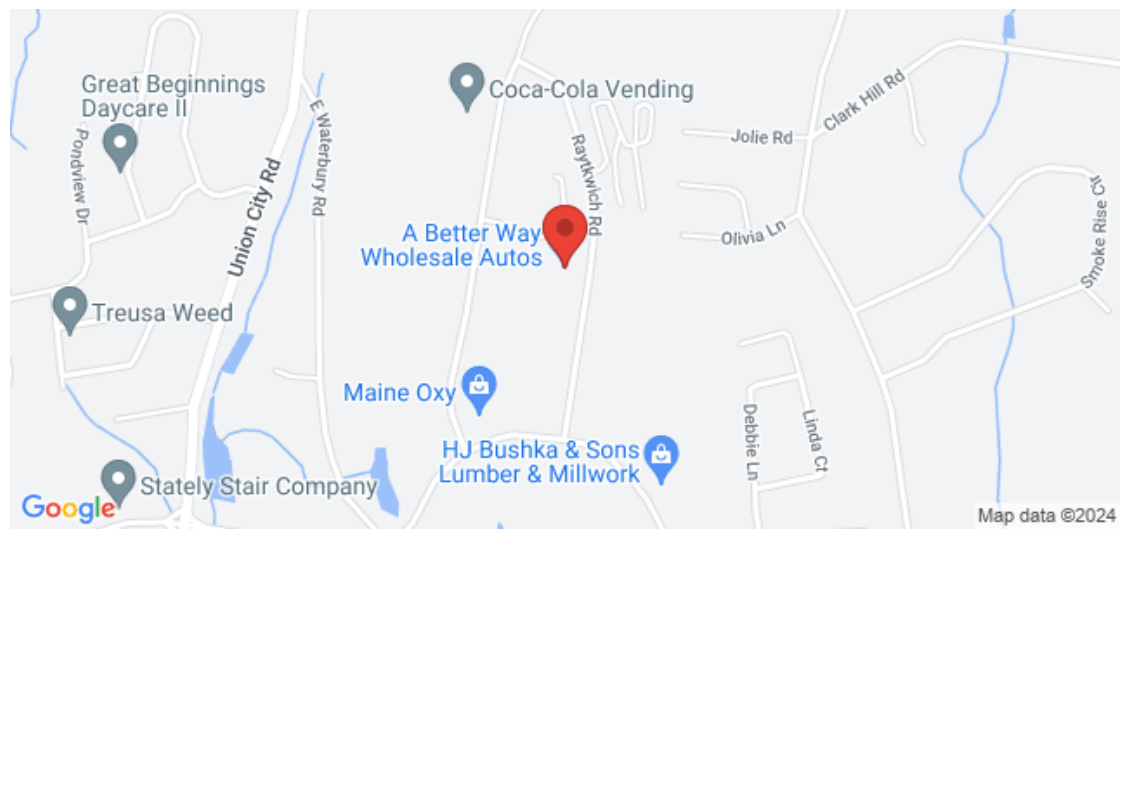 Great Beginnings
Daycare II
Coca-Cola Vending
E Waterbury Rd
Pondview Dr
Union City Rd
Raytkwich Rd
Jolie Rd
Clark Hill Rd
Olivia Ln
Smoke Rise Cir
A Better Way
Wholesale Autos
Treusa Weed
Maine Oxy
HJ Bushka & Sons
Lumber & Millwork
Debbie Ln
Linda Ct
Stately Stair Company
Google
Map data ©2024